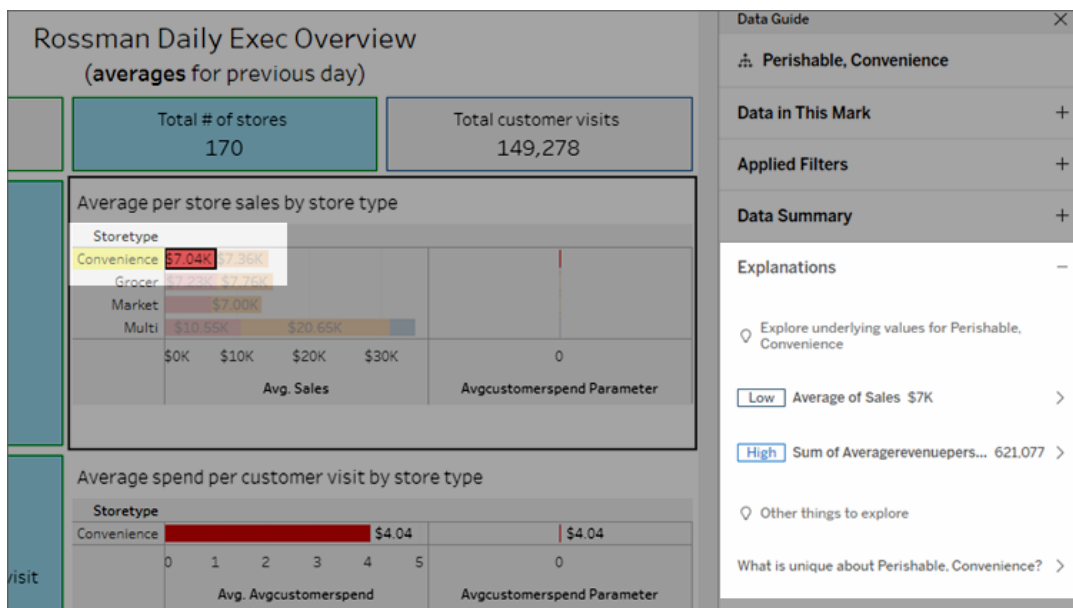 Rossman Daily Exec Overview
(averages for previous day)
Total # of stores
170
Total customer visits
149,278
Average per store sales by store type
Storetype
Convenience $7.04K $7.36K
Grocer $7.23K $7.76K
Market $7.00K
Multi $10.55K $20.65K
$0K $10K $20K $30K 0
Avg. Sales Avgcustomerspend Parameter
Average spend per customer visit by store type
Storetype
Convenience $4.04 $4.04
0 1 2 3 4 5 0
Avg. Avgcustomerspend Avgcustomerspend Parameter
visit
Data Guide
Perishable, Convenience
Data in This Mark
Applied Filters
Data Summary
Explanations
Explore underlying values for Perishable,
Convenience
Low Average of Sales $7K
High Sum of Averagerevenuepers... 621,077
Other things to explore
What is unique about Perishable, Convenience?